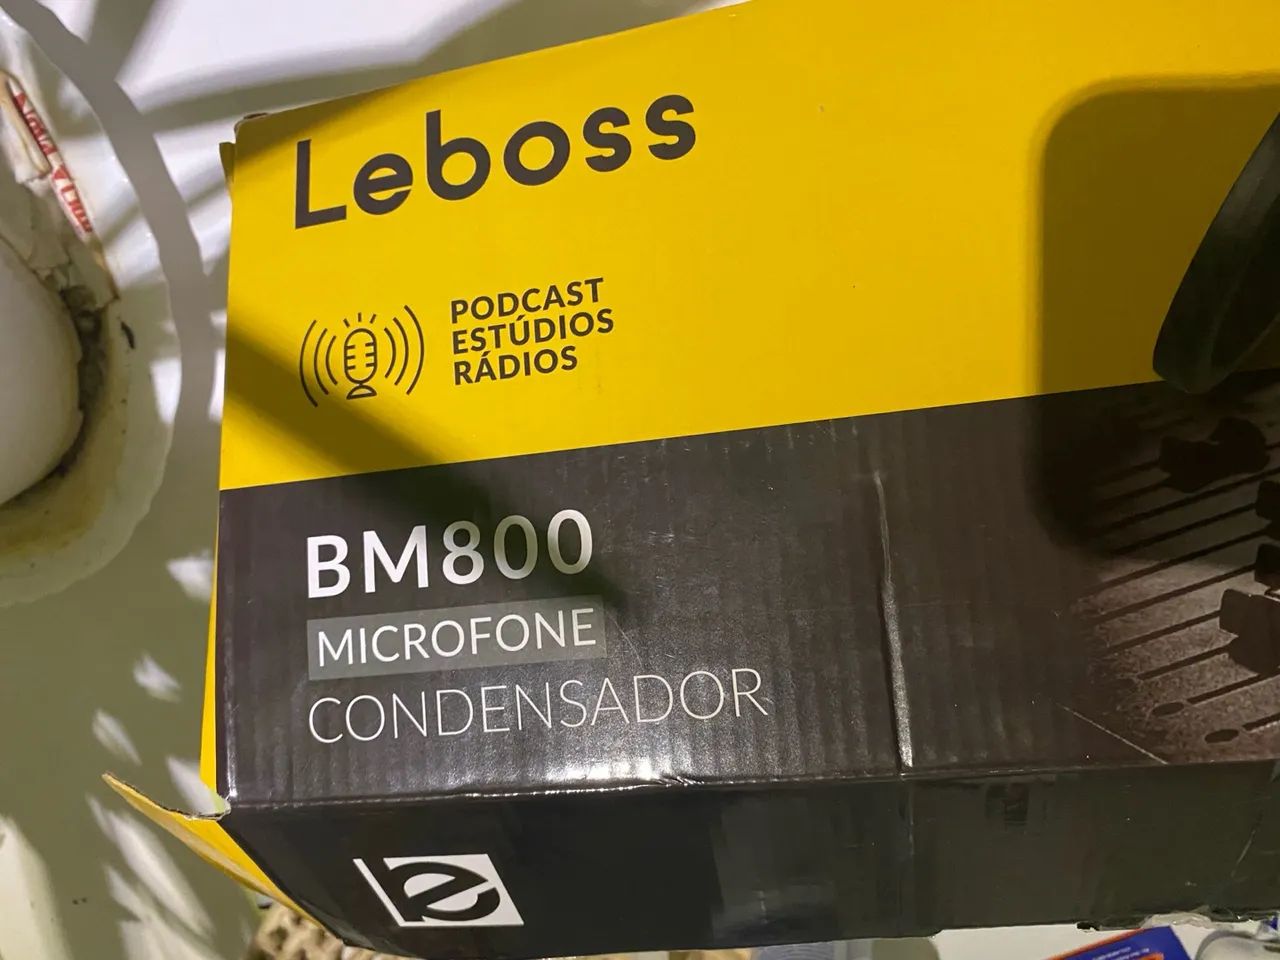 Leboss
PODCAST
ESTÚDIOS
RÁDIOS
BM800
MICROFONE
CONDENSADOR